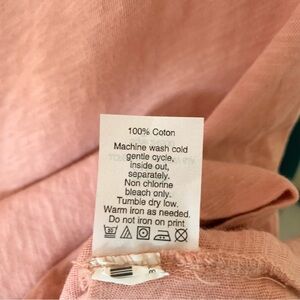 100% Coton
Machine wash cold
gentle cycle,
inside out,
separately.
Non chlorine
bleach only.
Tumble dry low.
Warm iron as needed.
Do not iron on print